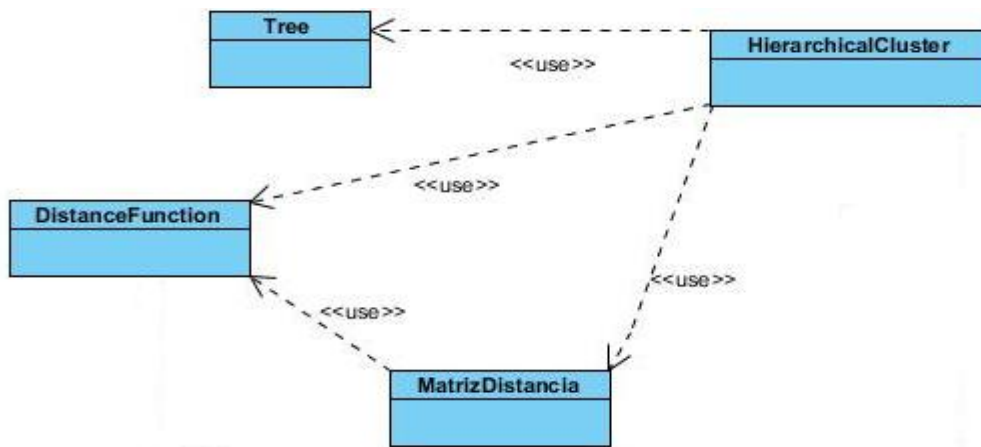 Tree
HierarchicalCluster
<<use>>
<<use>>
DistanceFunction
<<use>>
<<use>>
MatrizDistancia